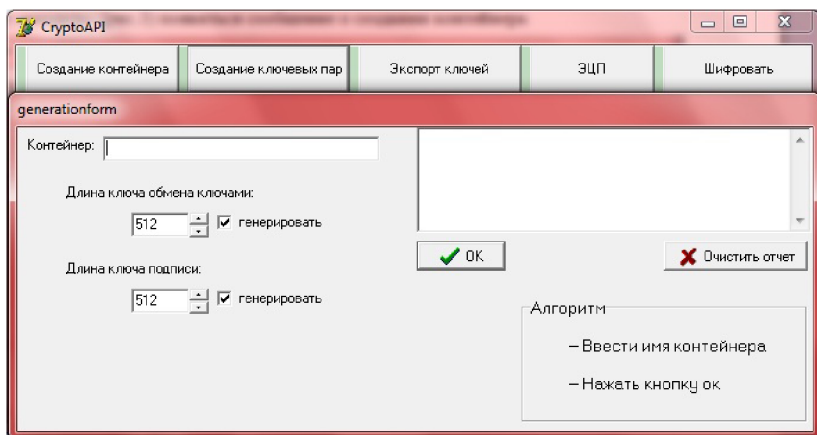 CryptoAPI
Создание контейнера
Создание ключевых пар
Экспорт ключей
ЭЦП
Шифровать
generationform
Контейнер:
Длина ключа обмена ключами:
512
генерировать
OK
Очистить отчет
Длина ключа подписи:
512
генерировать
Алгоритм
– Ввести имя контейнера
– Нажать кнопку ок